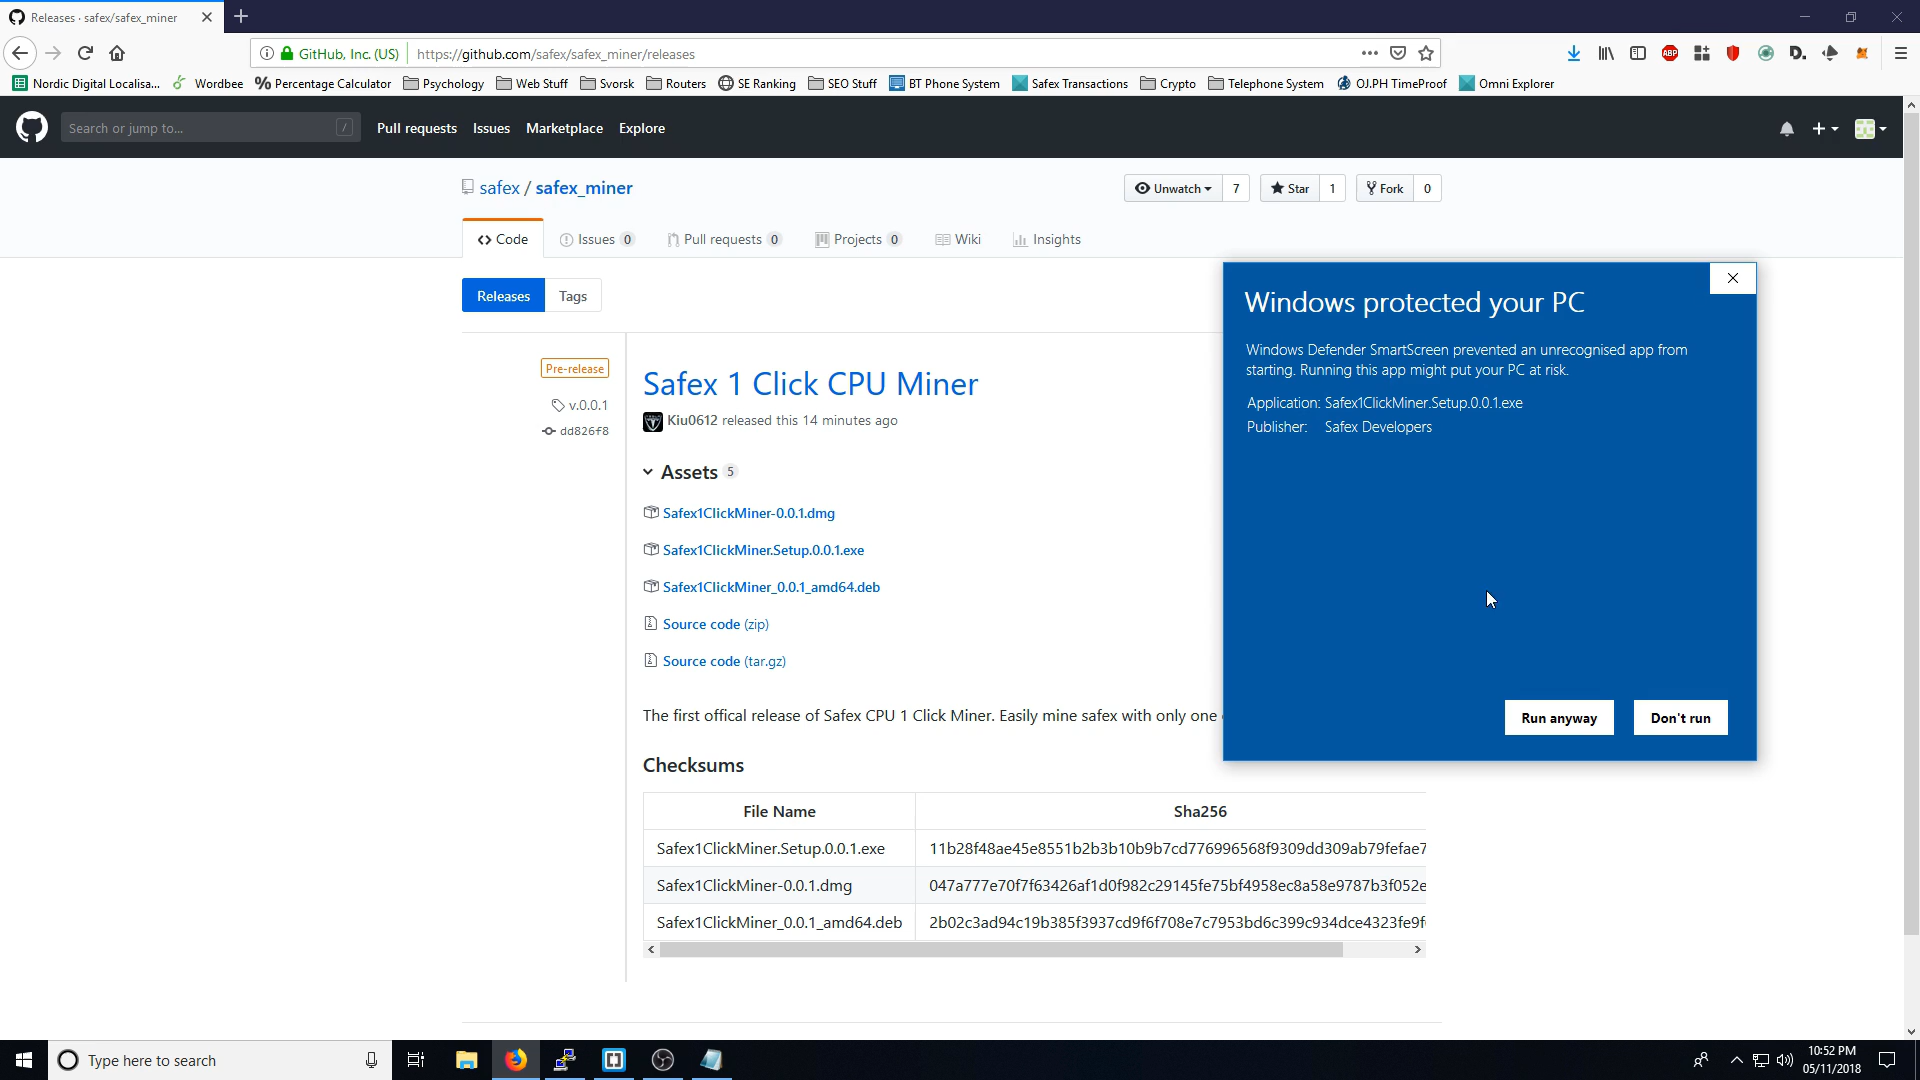 Releases · safex/safex_miner
GitHub, Inc. (US)
https://github.com/safex/safex_miner/releases
ABP
D.
Nordic Digital Localisa...
Wordbee
Percentage Calculator
Psychology
Web Stuff
Svorsk
Routers
SE Ranking
SEO Stuff
BT Phone System
Safex Transactions
Crypto
Telephone System
OJ.PH TimeProof
Omni Explorer
Search or jump to...
/
Pull requests
Issues
Marketplace
Explore
safex / safex_miner
Unwatch 7
Star 1
Fork 0
Code
Issues 0
Pull requests 0
Projects 0
Wiki
Insights
Releases
Tags
Pre-release
v.0.0.1
dd826f8
Safex 1 Click CPU Miner
Kiu0612 released this 14 minutes ago
Assets 5
Safex1ClickMiner-0.0.1.dmg
Safex1ClickMiner.Setup.0.0.1.exe
Safex1ClickMiner_0.0.1_amd64.deb
Source code (zip)
Source code (tar.gz)
The first offical release of Safex CPU 1 Click Miner. Easily mine safex with only one
Checksums
File Name
Sha256
Safex1ClickMiner.Setup.0.0.1.exe
11b28f48ae45e8551b2b3b10b9b7cd776996568f9309dd309ab79fefae7
Safex1ClickMiner-0.0.1.dmg
047a777e70f7f63426af1d0f982c29145fe75bf4958ec8a58e9787b3f052e
Safex1ClickMiner_0.0.1_amd64.deb
2b02c3ad94c19b385f3937cd9f6f708e7c7953bd6c399c934dce4323fe9f
Windows protected your PC
Windows Defender SmartScreen prevented an unrecognised app from
starting. Running this app might put your PC at risk.
Application: Safex1ClickMiner.Setup.0.0.1.exe
Publisher: Safex Developers
Run anyway
Don't run
Type here to search
10:52 PM
05/11/2018